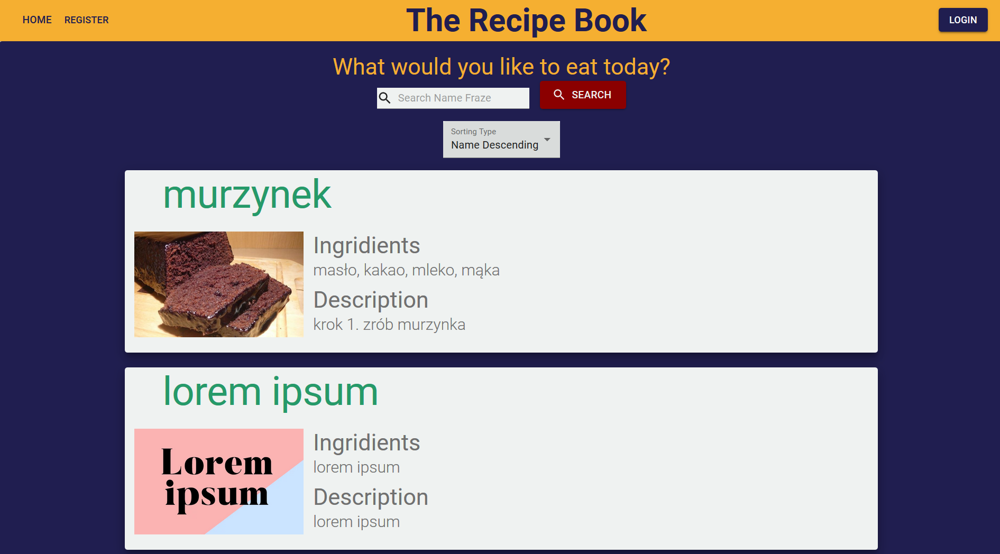 HOME REGISTER The Recipe Book LOGIN
What would you like to eat today?
Search Name Fraze SEARCH
Sorting Type
Name Descending
murzynek
Ingridients
masło, kakao, mleko, mąka
Description
krok 1. zrób murzynka
lorem ipsum
Lorem
ipsum
Ingridients
lorem ipsum
Description
lorem ipsum